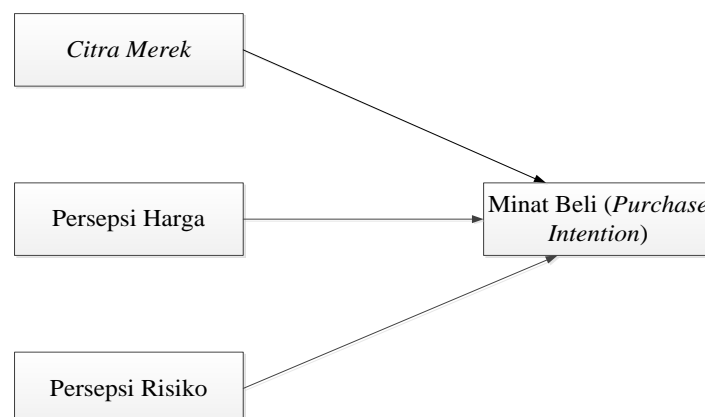 Citra Merek
Persepsi Harga
Minat Beli (Purchase
Intention)
Persepsi Risiko